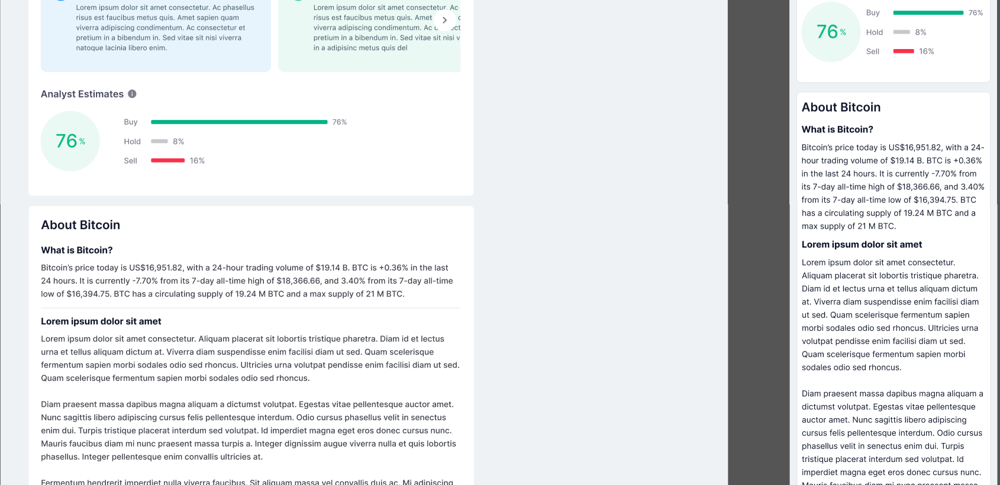 Lorem ipsum dolor sit amet consectetur. Ac phasellus
risus est faucibus metus quis. Amet sapien quam
viverra adipiscing condimentum. Ac consectetur et
pretium in a bibendum in. Sed vitae sit nisi viverra
natoque lacinia libero enim.
Lorem ipsum dolor sit amet consectetur. Ac
risus est faucibus metus quis. Amet
viverra adipiscing condimentum. Ac
pretium in a bibendum in. Sed vitae sit nisi v
in a adipisinc metus quis del
Analyst Estimates
76%
Buy 76%
Hold 8%
Sell 16%
About Bitcoin
What is Bitcoin?
Bitcoin’s price today is US$16,951.82, with a 24-hour trading volume of $19.14 B. BTC is +0.36% in the last
24 hours. It is currently -7.70% from its 7-day all-time high of $18,366.66, and 3.40% from its 7-day all-time
low of $16,394.75. BTC has a circulating supply of 19.24 M BTC and a max supply of 21 M BTC.
Lorem ipsum dolor sit amet
Lorem ipsum dolor sit amet consectetur. Aliquam placerat sit lobortis tristique pharetra. Diam id et lectus
urna et tellus aliquam dictum at. Viverra diam suspendisse enim facilisi diam ut sed. Quam scelerisque
fermentum sapien morbi sodales odio sed rhoncus. Ultricies urna volutpat pendisse enim facilisi diam ut sed.
Quam scelerisque fermentum sapien morbi sodales odio sed rhoncus.
Diam praesent massa dapibus magna aliquam a dictumst volutpat. Egestas vitae pellentesque auctor amet.
Nunc sagittis libero adipiscing cursus felis pellentesque interdum. Odio cursus phasellus velit in senectus
enim dui. Turpis tristique placerat interdum sed volutpat. Id imperdiet magna eget eros donec cursus nunc.
Mauris faucibus diam mi nunc praesent massa turpis a. Integer dignissim augue viverra nulla et quis lobortis
phasellus. Integer pellentesque enim convallis ultricies at.
Fermentum hendrerit imperdiet nulla viverra faucibus. Sit aliquam massa vel convallis duis ac. Mi adipiscing
76%
Buy 76%
Hold 8%
Sell 16%
About Bitcoin
What is Bitcoin?
Bitcoin’s price today is US$16,951.82, with a 24-
hour trading volume of $19.14 B. BTC is +0.36%
in the last 24 hours. It is currently -7.70% from
its 7-day all-time high of $18,366.66, and 3.40%
from its 7-day all-time low of $16,394.75. BTC
has a circulating supply of 19.24 M BTC and a
max supply of 21 M BTC.
Lorem ipsum dolor sit amet
Lorem ipsum dolor sit amet consectetur.
Aliquam placerat sit lobortis tristique pharetra.
Diam id et lectus urna et tellus aliquam dictum
at. Viverra diam suspendisse enim facilisi diam
ut sed. Quam scelerisque fermentum sapien
morbi sodales odio sed rhoncus. Ultricies urna
volutpat pendisse enim facilisi diam ut sed.
Quam scelerisque fermentum sapien morbi
sodales odio sed rhoncus.
Diam praesent massa dapibus magna aliquam a
dictumst volutpat. Egestas vitae pellentesque
auctor amet. Nunc sagittis libero adipiscing
cursus felis pellentesque interdum. Odio cursus
phasellus velit in senectus enim dui. Turpis
tristique placerat interdum sed volutpat. Id
imperdiet magna eget eros donec cursus nunc.
Mauris faucibus diam mi nunc praesent massa